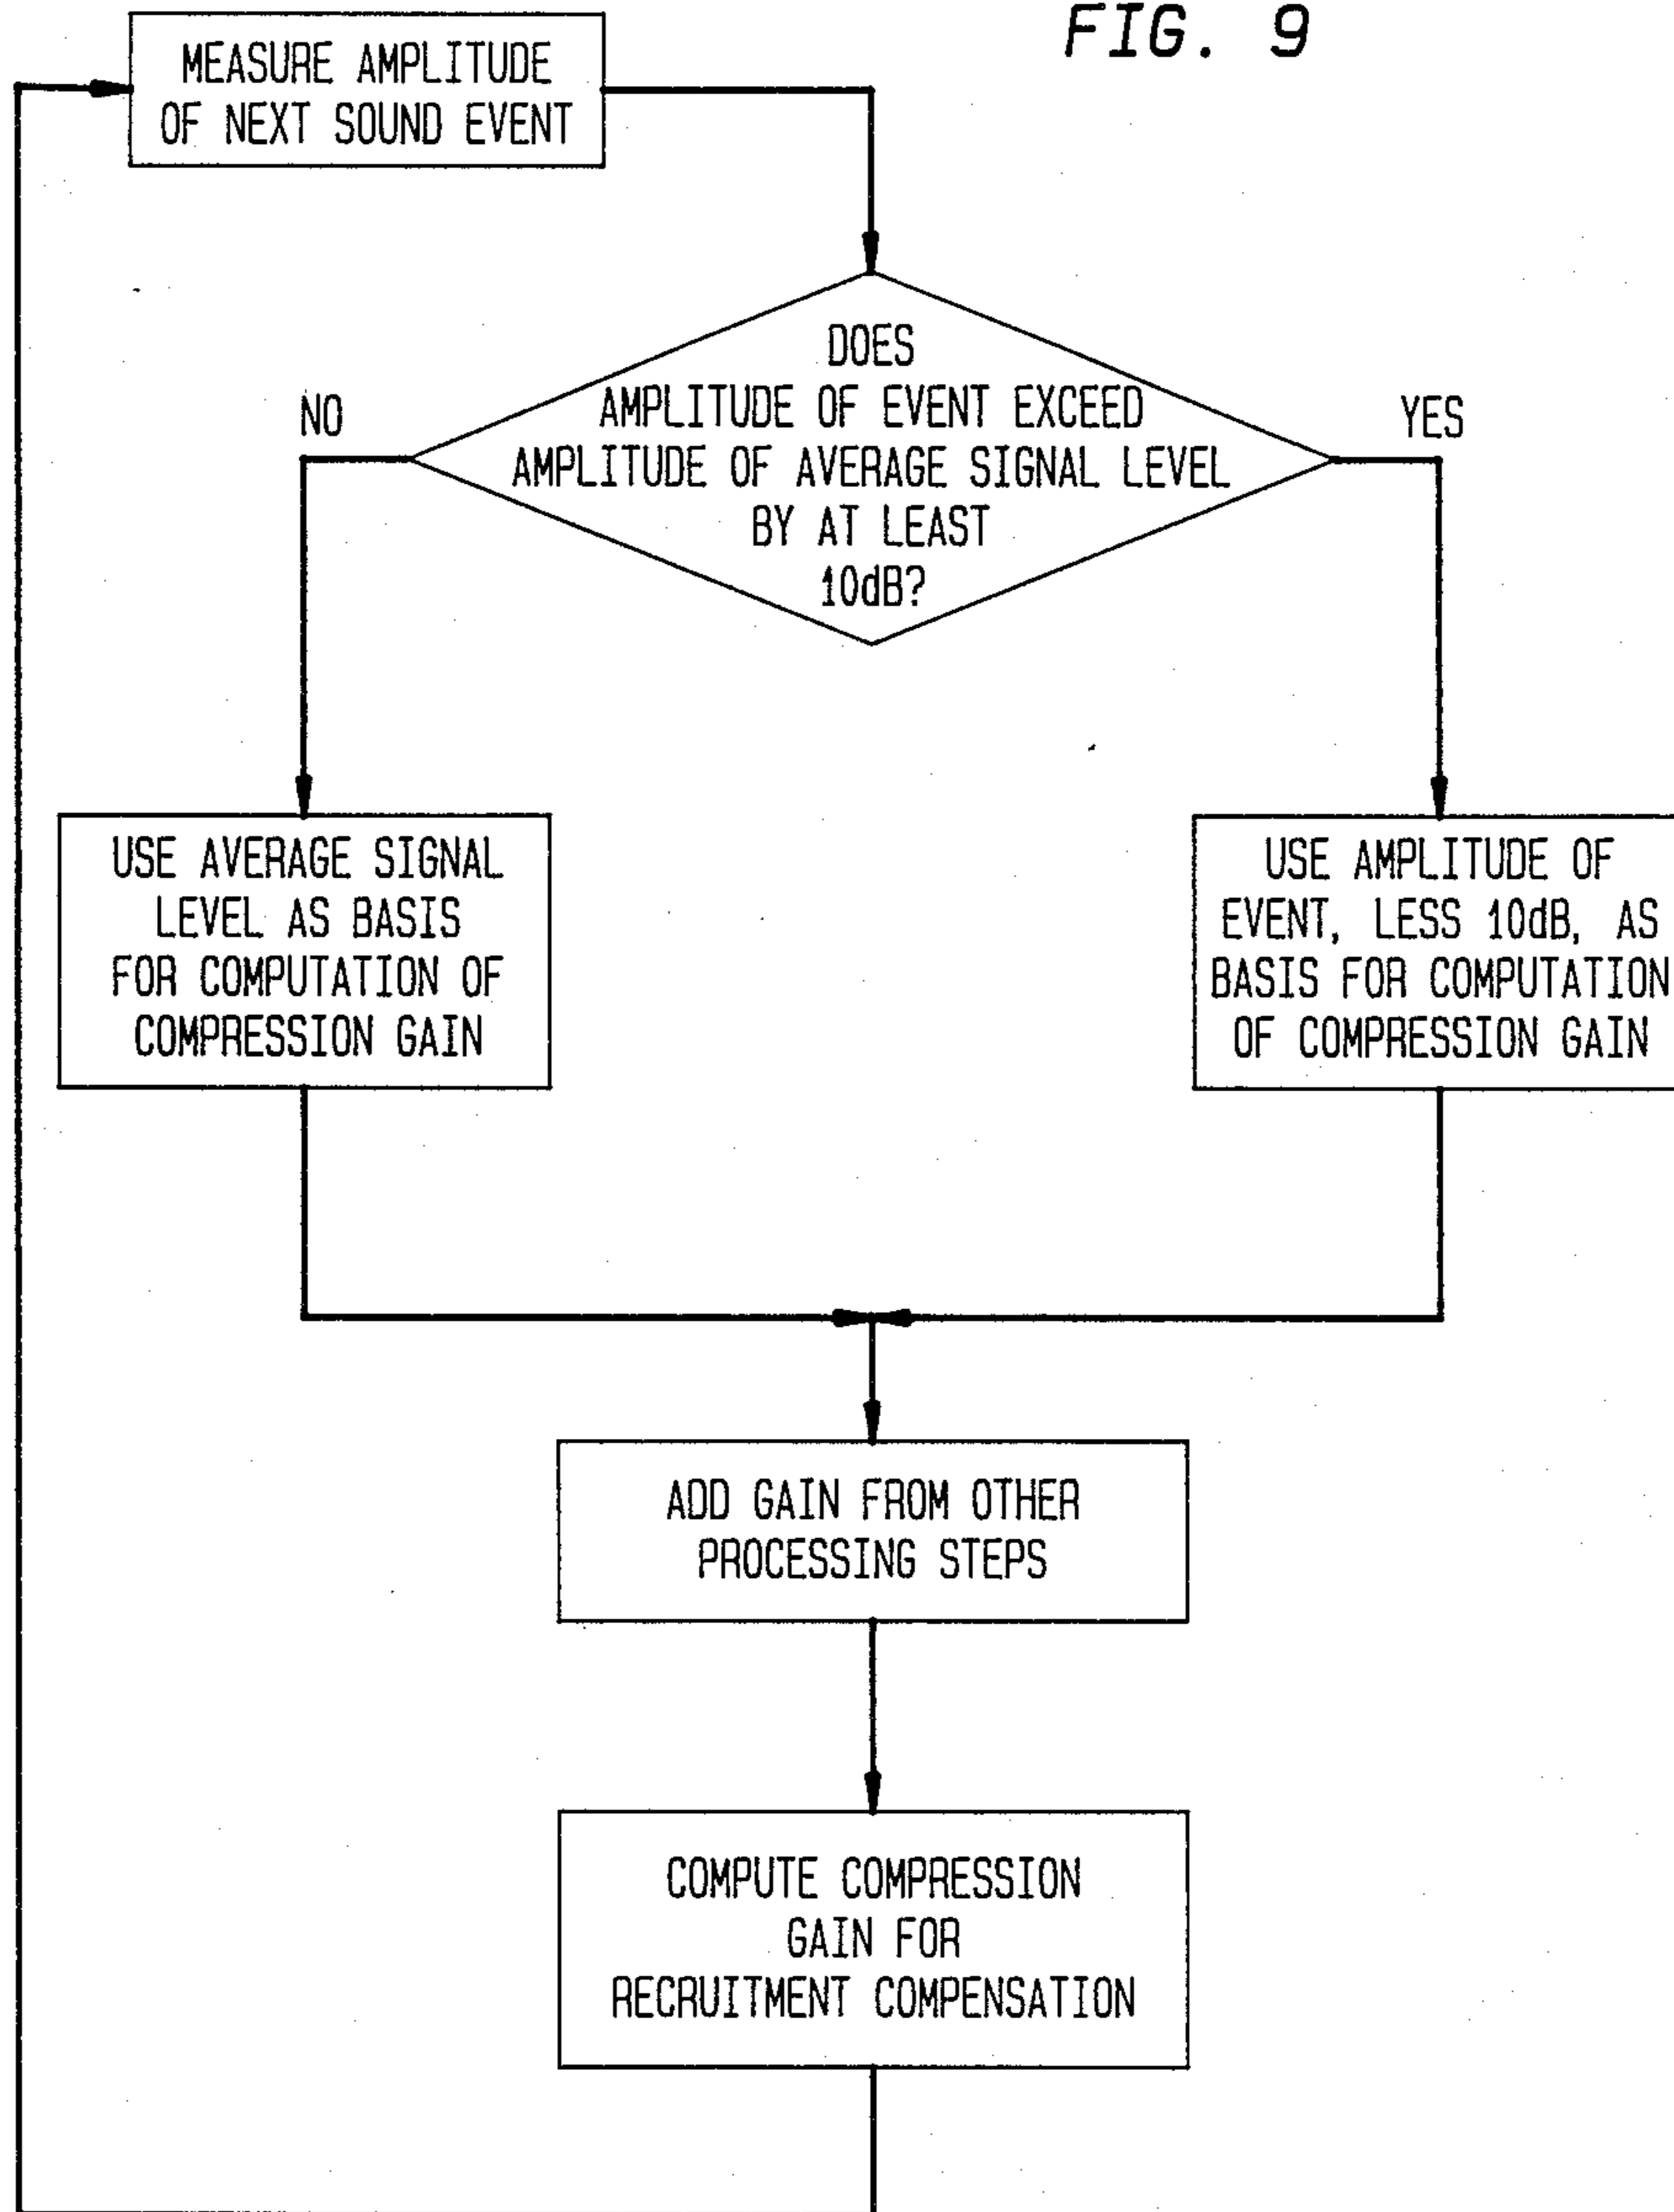 FIG. 9
MEASURE AMPLITUDE
OF NEXT SOUND EVENT
DOES
AMPLITUDE OF EVENT EXCEED
AMPLITUDE OF AVERAGE SIGNAL LEVEL
BY AT LEAST
10dB?
NO
YES
USE AVERAGE SIGNAL
LEVEL AS BASIS
FOR COMPUTATION OF
COMPRESSION GAIN
USE AMPLITUDE OF
EVENT, LESS 10dB, AS
BASIS FOR COMPUTATION
OF COMPRESSION GAIN
ADD GAIN FROM OTHER
PROCESSING STEPS
COMPUTE COMPRESSION
GAIN FOR
RECRUITMENT COMPENSATION